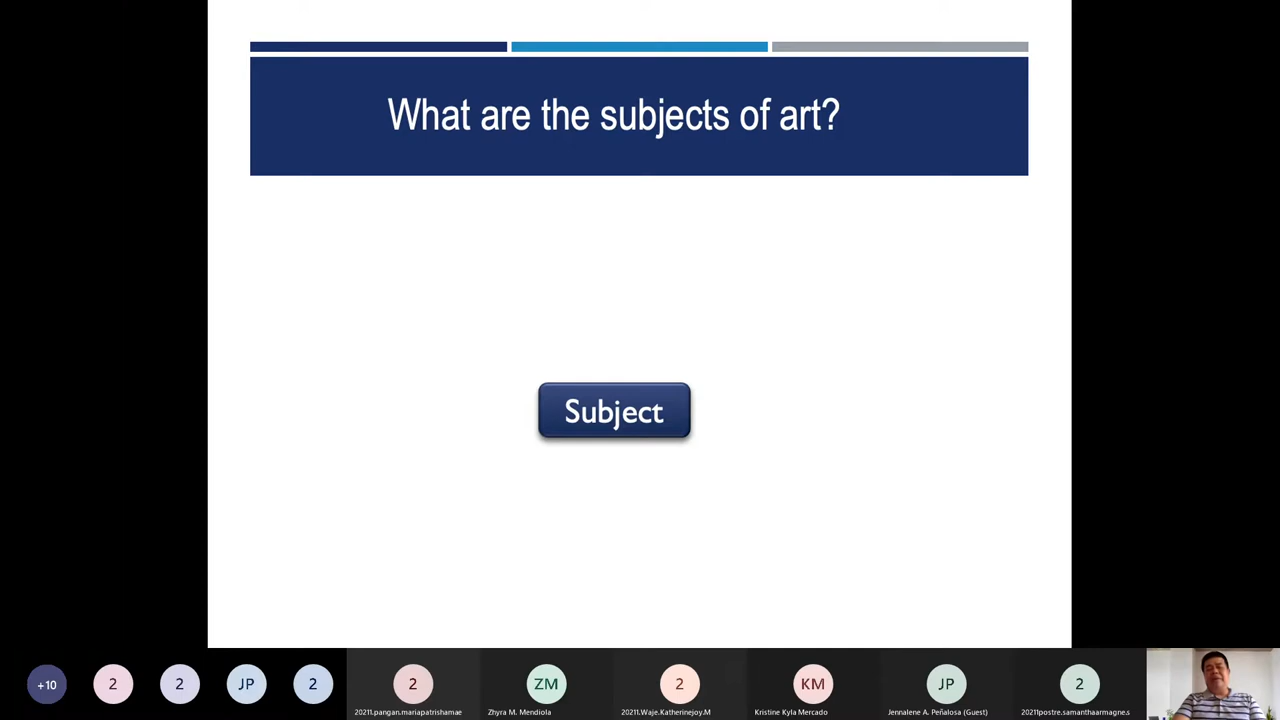 What are the subjects of art?
Subject
+10
2
2
JP
2
2
ZM
2
KM
JP
2
20211.pangan.mariapatrishamae
Zhyra M. Mendiola
20211.Waje.Katherinejoy.M
Kristine Kyla Mercado
Jennalene A. Peñalosa (Guest)
20211postre.samanthaarmagne.s